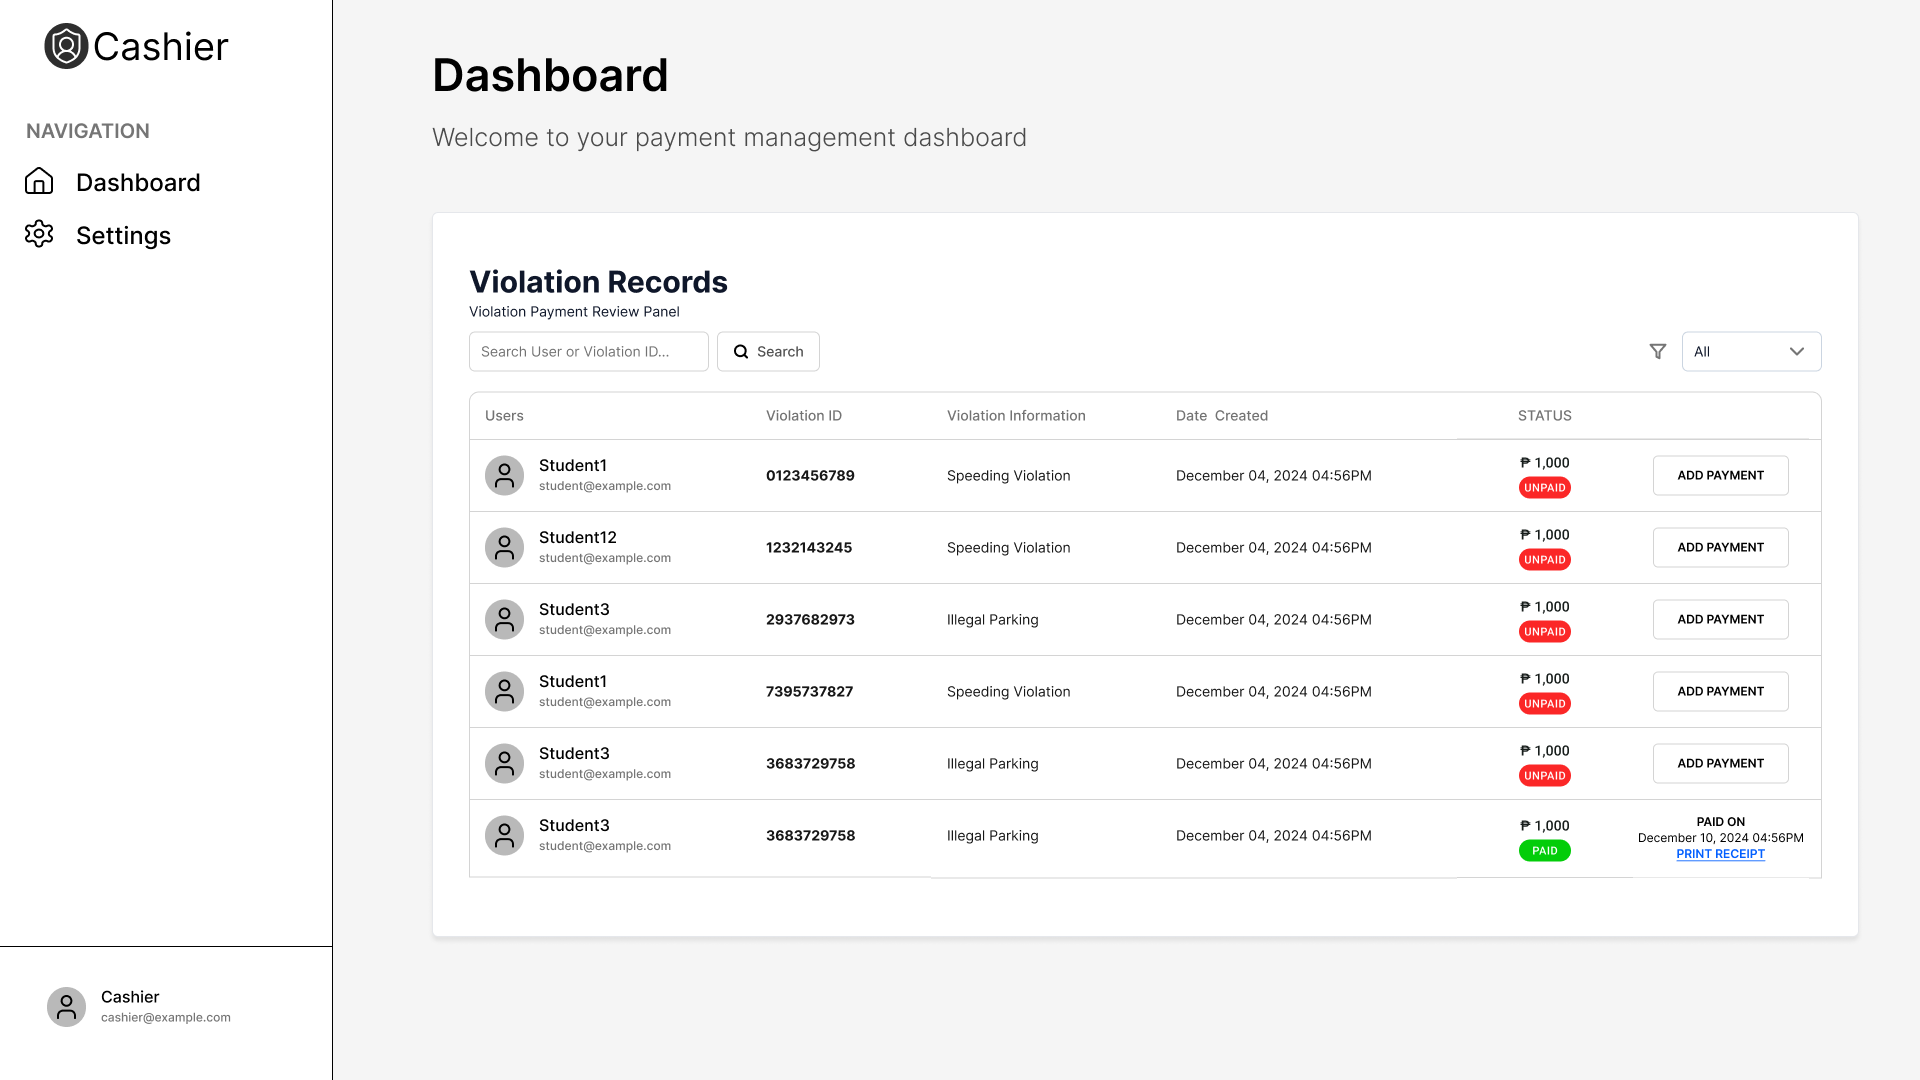 Cashier
NAVIGATION
Dashboard
Settings
Cashier
cashier@example.com
Dashboard
Welcome to your payment management dashboard
Violation Records
Violation Payment Review Panel
Search User or Violation ID...
Search
All
Users Violation ID Violation Information Date Created STATUS
Student1
student@example.com
0123456789
Speeding Violation
December 04, 2024 04:56PM
₱ 1,000
UNPAID
ADD PAYMENT
Student12
student@example.com
1232143245
Speeding Violation
December 04, 2024 04:56PM
₱ 1,000
UNPAID
ADD PAYMENT
Student3
student@example.com
2937682973
Illegal Parking
December 04, 2024 04:56PM
₱ 1,000
UNPAID
ADD PAYMENT
Student1
student@example.com
7395737827
Speeding Violation
December 04, 2024 04:56PM
₱ 1,000
UNPAID
ADD PAYMENT
Student3
student@example.com
3683729758
Illegal Parking
December 04, 2024 04:56PM
₱ 1,000
UNPAID
ADD PAYMENT
Student3
student@example.com
3683729758
Illegal Parking
December 04, 2024 04:56PM
₱ 1,000
PAID
PAID ON
December 10, 2024 04:56PM
PRINT RECEIPT